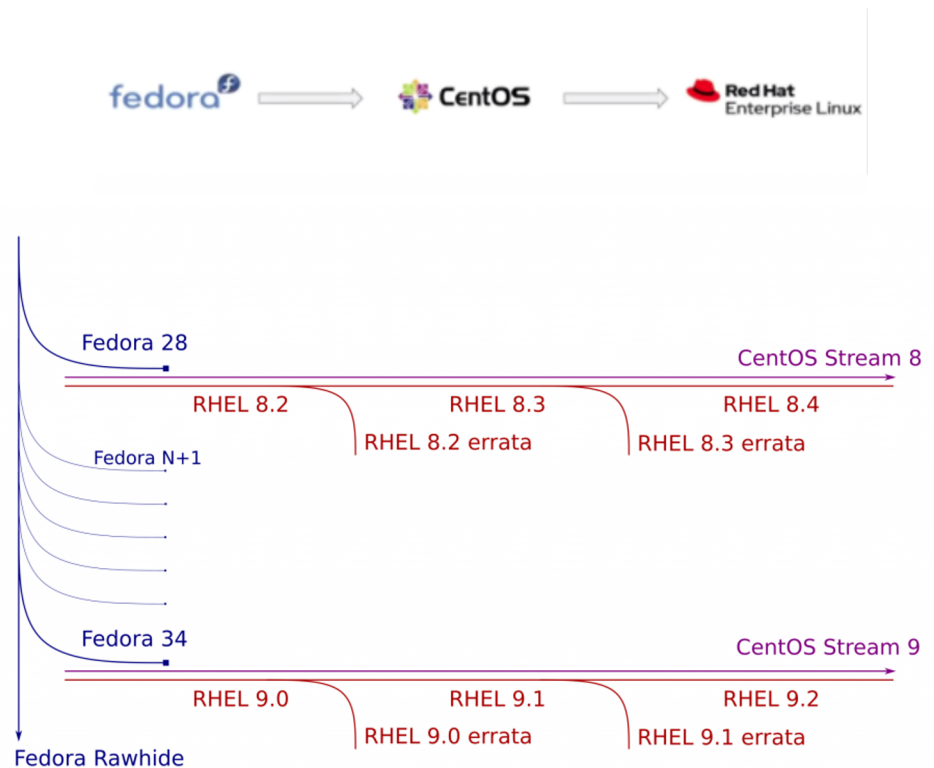 fedora
CentOS
Red Hat
Enterprise Linux
Fedora 28
CentOS Stream 8
RHEL 8.2
RHEL 8.3
RHEL 8.4
RHEL 8.2 errata
RHEL 8.3 errata
Fedora N+1
Fedora 34
CentOS Stream 9
RHEL 9.0
RHEL 9.1
RHEL 9.2
RHEL 9.0 errata
RHEL 9.1 errata
Fedora Rawhide